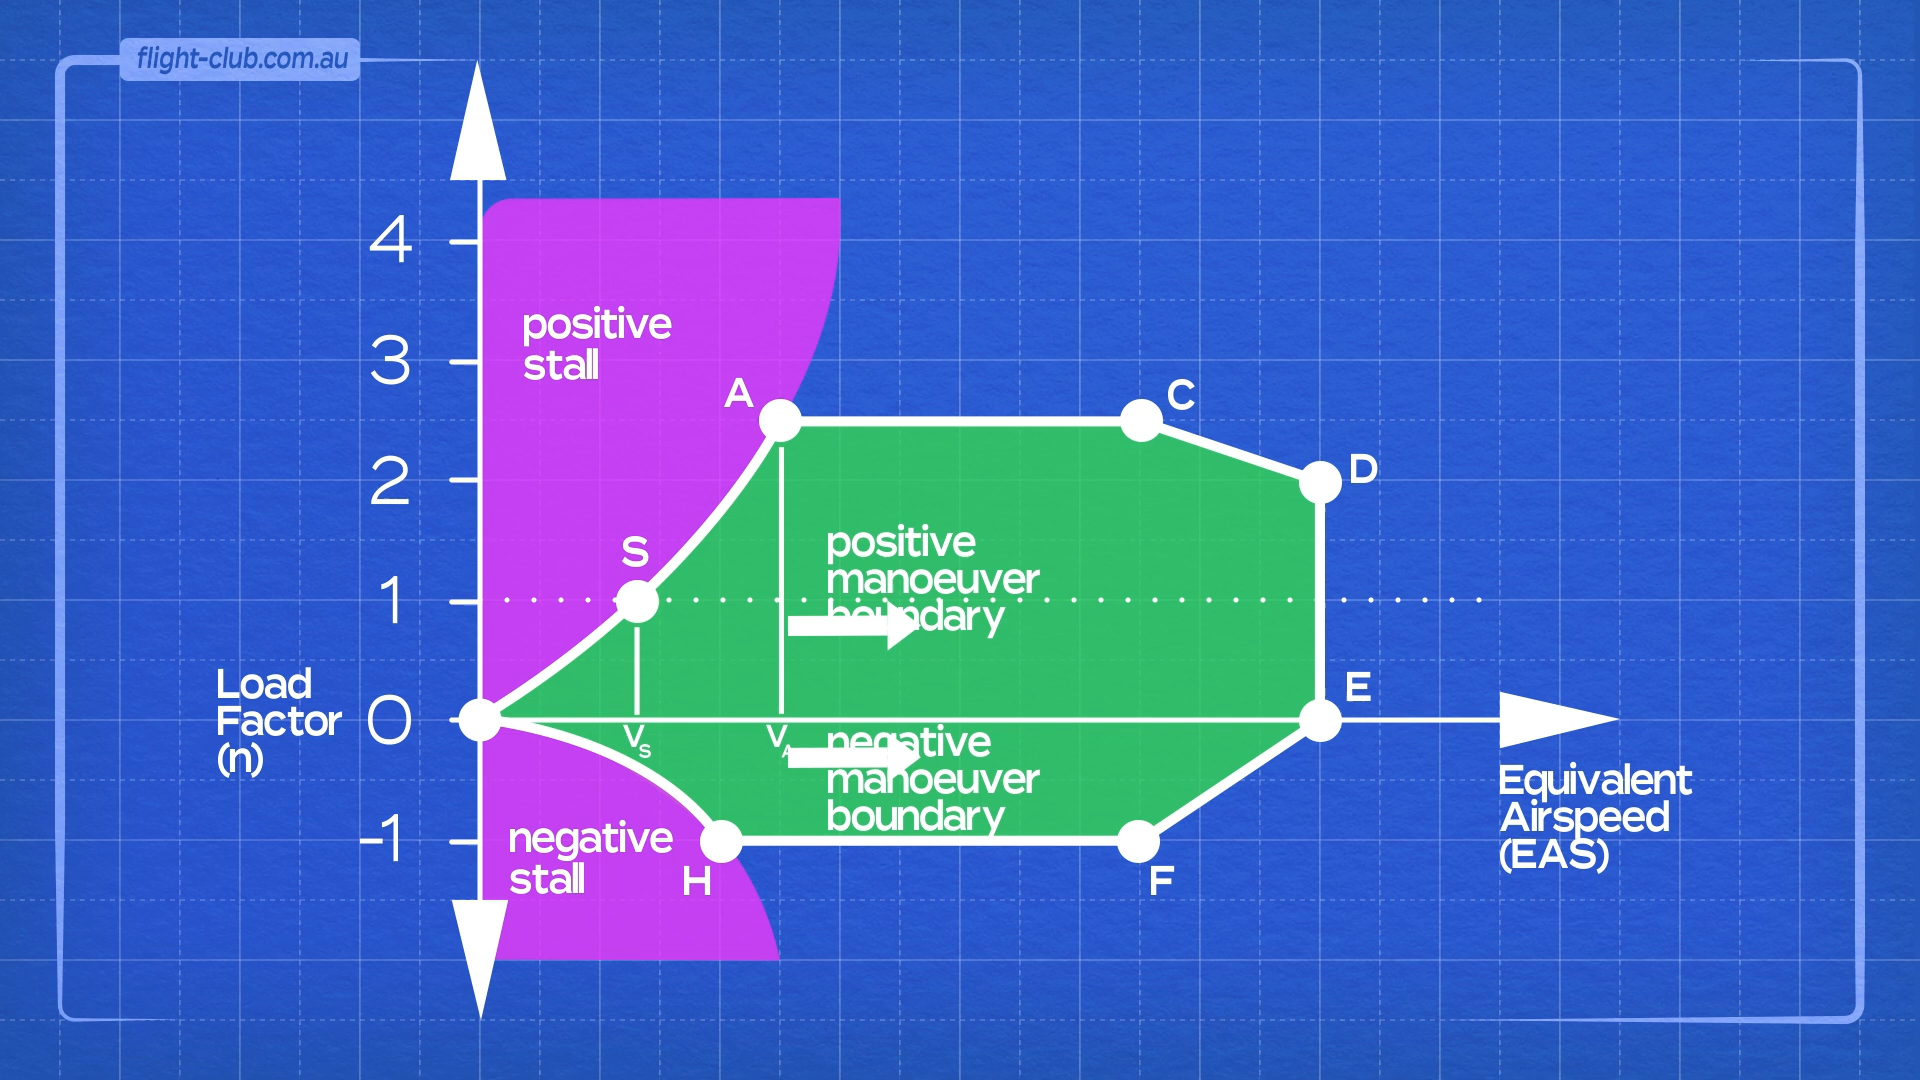 flight-club.com.au
4
positive
stall
3
A
C
2
D
positive
manoeuver
boundary
S
1
Load
Factor
(n)
0
E
V
S
V
A
negative
manoeuver
boundary
Equivalent
Airspeed
(EAS)
-1
negative
stall
H
F